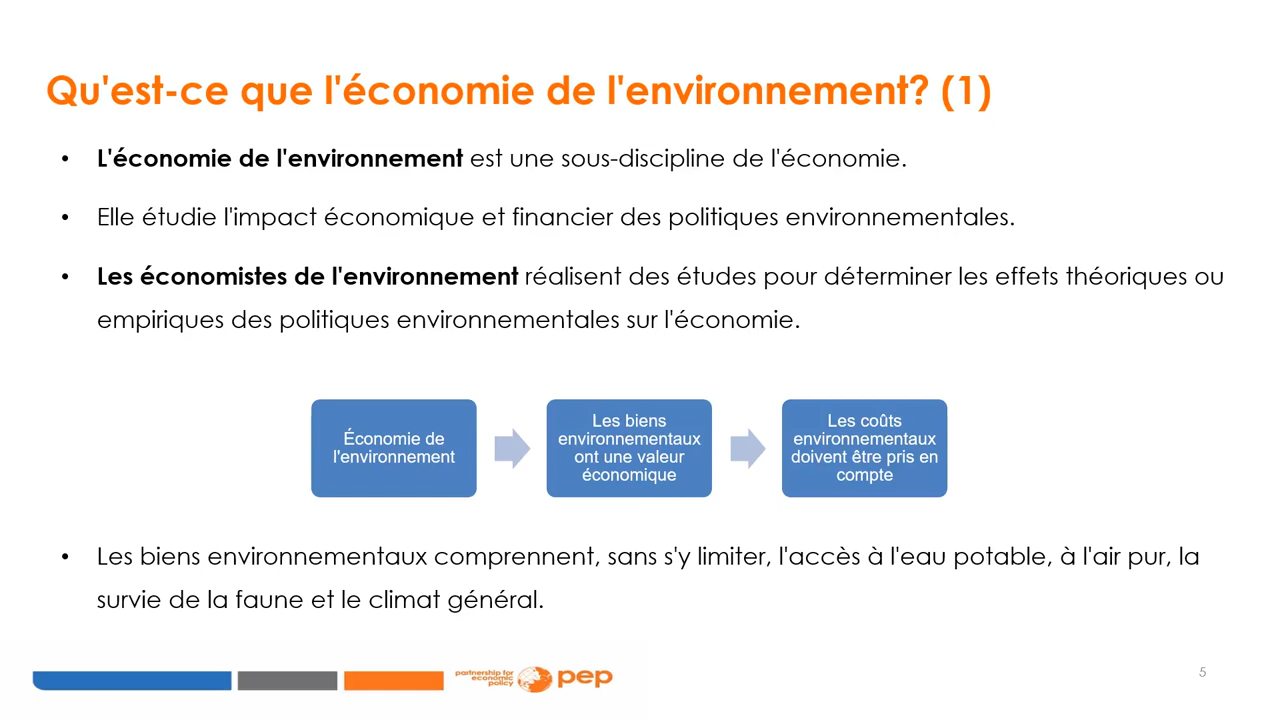 Qu'est-ce que l'économie de l'environnement? (1)
• L'économie de l'environnement est une sous-discipline de l'économie.
• Elle étudie l'impact économique et financier des politiques environnementales.
• Les économistes de l'environnement réalisent des études pour déterminer les effets théoriques ou
empiriques des politiques environnementales sur l'économie.
Économie de
l'environnement
Les biens
environnementaux
ont une valeur
économique
Les coûts
environnementaux
doivent être pris en
compte
• Les biens environnementaux comprennent, sans s'y limiter, l'accès à l'eau potable, à l'air pur, la
survie de la faune et le climat général.
partnership for
economic
policy
pep
5